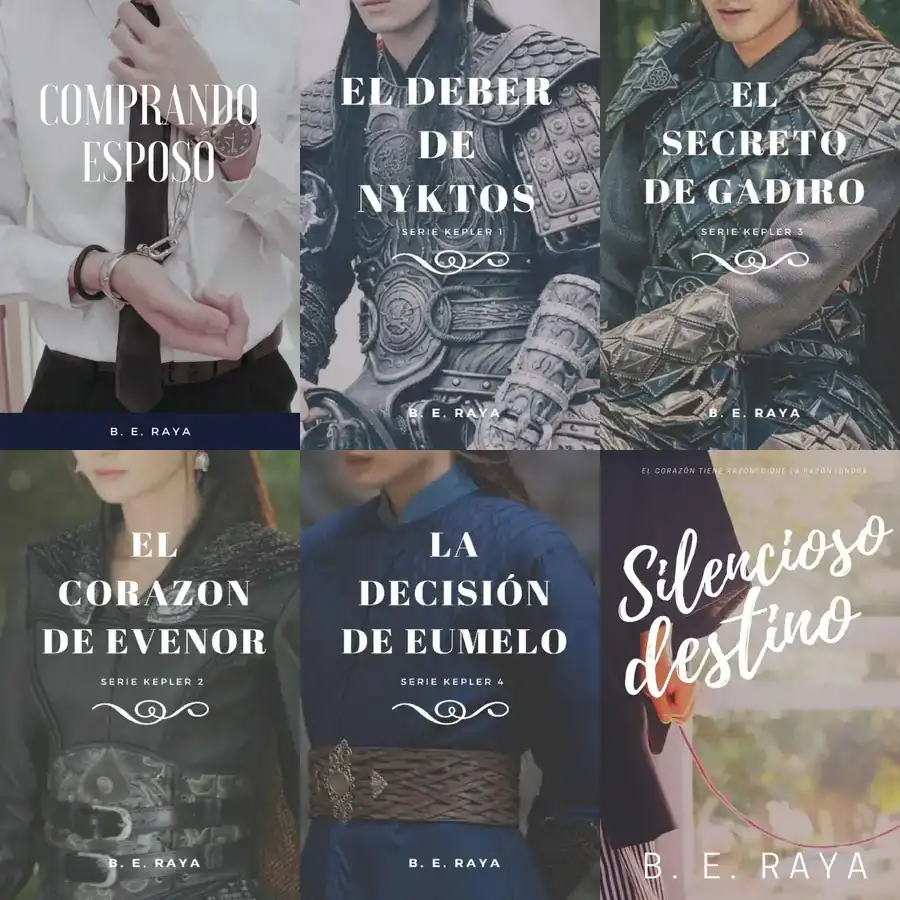 COMPRANDO
ESPOSO
B. E. RAYA
EL DEBER
DE
NYKTOS
SERIE KEPLER 1
B. E. RAYA
EL
SECRETO
DE GADIRO
SERIE KEPLER 3
B. E. RAYA
EL
CORAZON
DE EVENOR
SERIE KEPLER 2
B. E. RAYA
LA
DECISIÓN
DE EUMELO
SERIE KEPLER 4
B. E. RAYA
EL CORAZÓN TIENE RAZONES QUE LA RAZÓN IGNORA
Silencioso
destino
B. E. RAYA